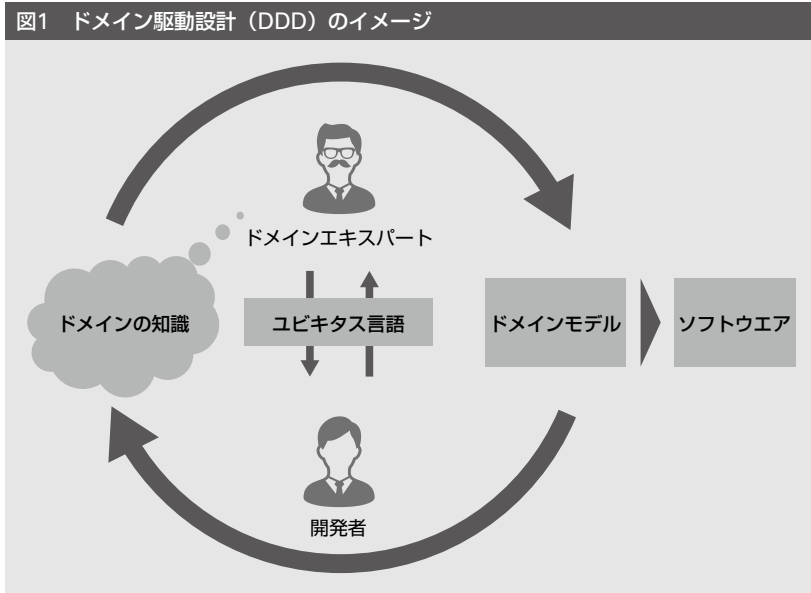 図1 ドメイン駆動設計（DDD）のイメージ
ドメインエキスパート
ドメインの知識
ユビキタス言語
ドメインモデル
ソフトウエア
開発者